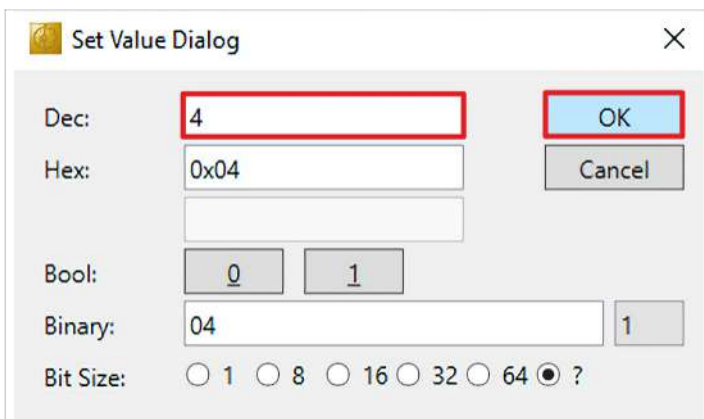 Set Value Dialog
Dec: 4 OK
Hex: 0x04 Cancel
Bool: 0 1
Binary: 04 1
Bit Size: 1 8 16 32 64 ?